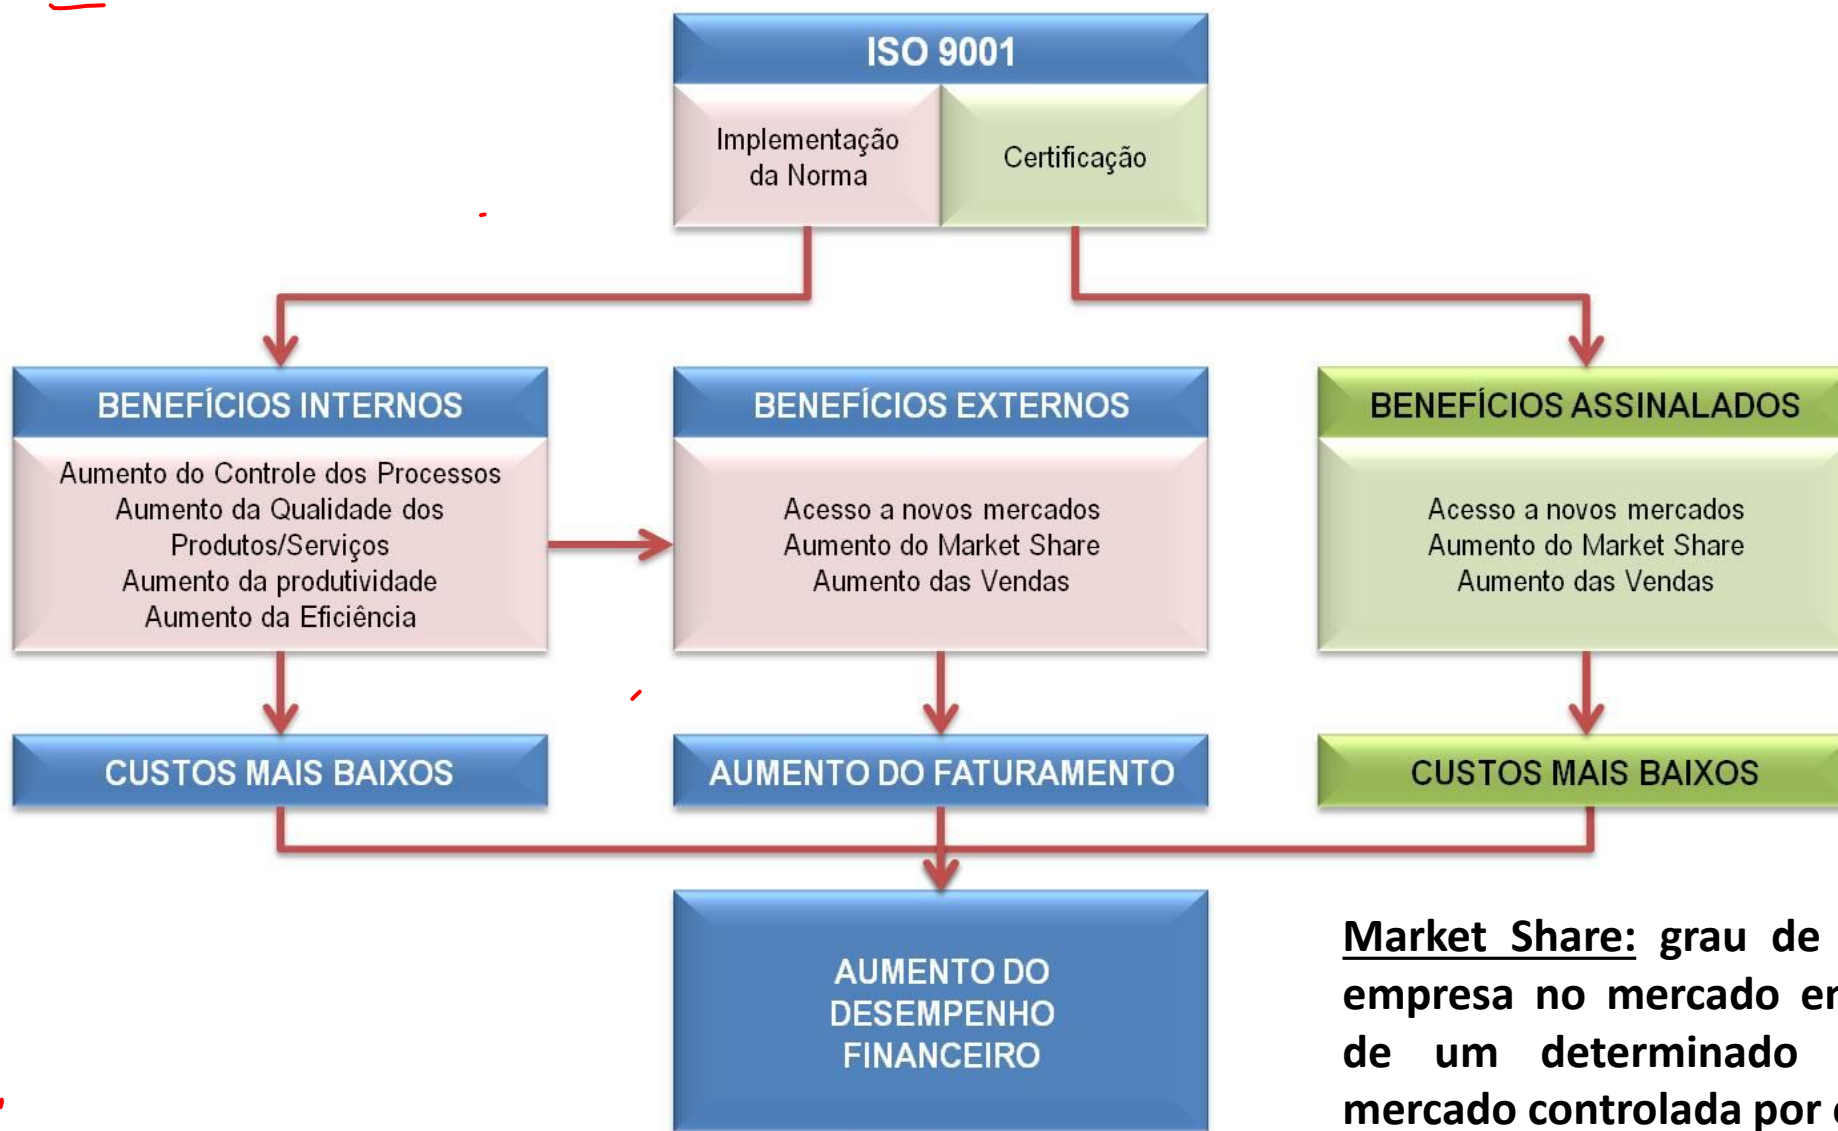 ISO 9001
Implementação
da Norma
Certificação
BENEFÍCIOS INTERNOS
Aumento do Controle dos Processos
Aumento da Qualidade dos
Produtos/Serviços
Aumento da produtividade
Aumento da Eficiência
BENEFÍCIOS EXTERNOS
Acesso a novos mercados
Aumento do Market Share
Aumento das Vendas
BENEFÍCIOS ASSINALADOS
Acesso a novos mercados
Aumento do Market Share
Aumento das Vendas
CUSTOS MAIS BAIXOS
AUMENTO DO FATURAMENTO
CUSTOS MAIS BAIXOS
AUMENTO DO
DESEMPENHO
FINANCEIRO
Market Share: grau de
empresa no mercado
de um determinado
mercado controlada por